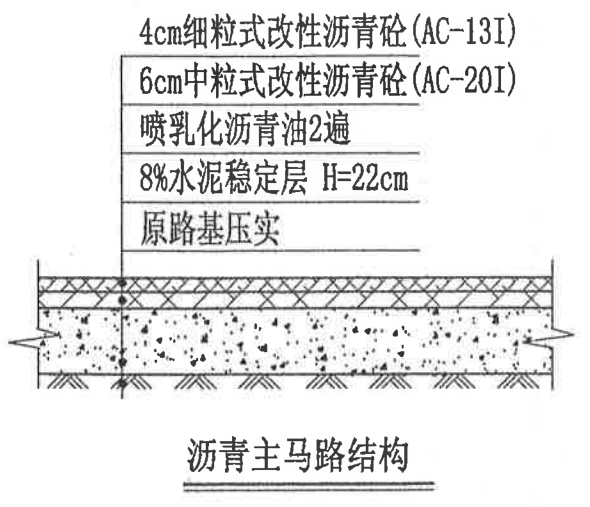 4cm细粒式改性沥青砼(AC-13I)
6cm中粒式改性沥青砼(AC-20I)
喷乳化沥青油2遍
8%水泥稳定层 H=22cm
原路基压实
沥青主马路结构